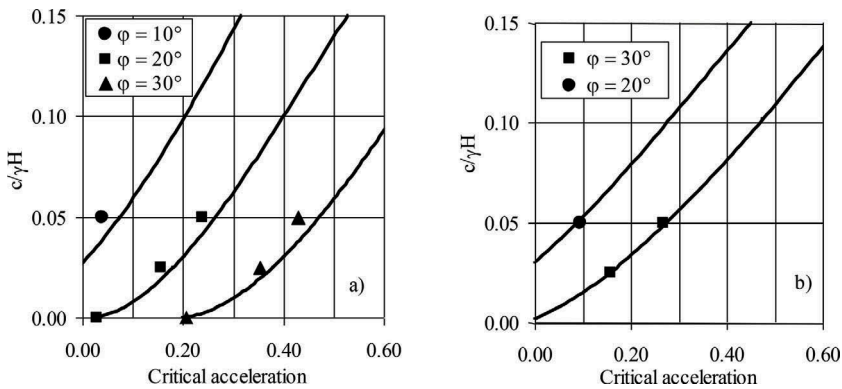 0.15
0.10
0.05
0.00
c/γH
φ = 10°
φ = 20°
φ = 30°
a)
0.00 0.20 0.40 0.60
Critical acceleration
0.15
0.10
0.05
0.00
c/γH
φ = 30°
φ = 20°
b)
0.00 0.20 0.40 0.60
Critical acceleration